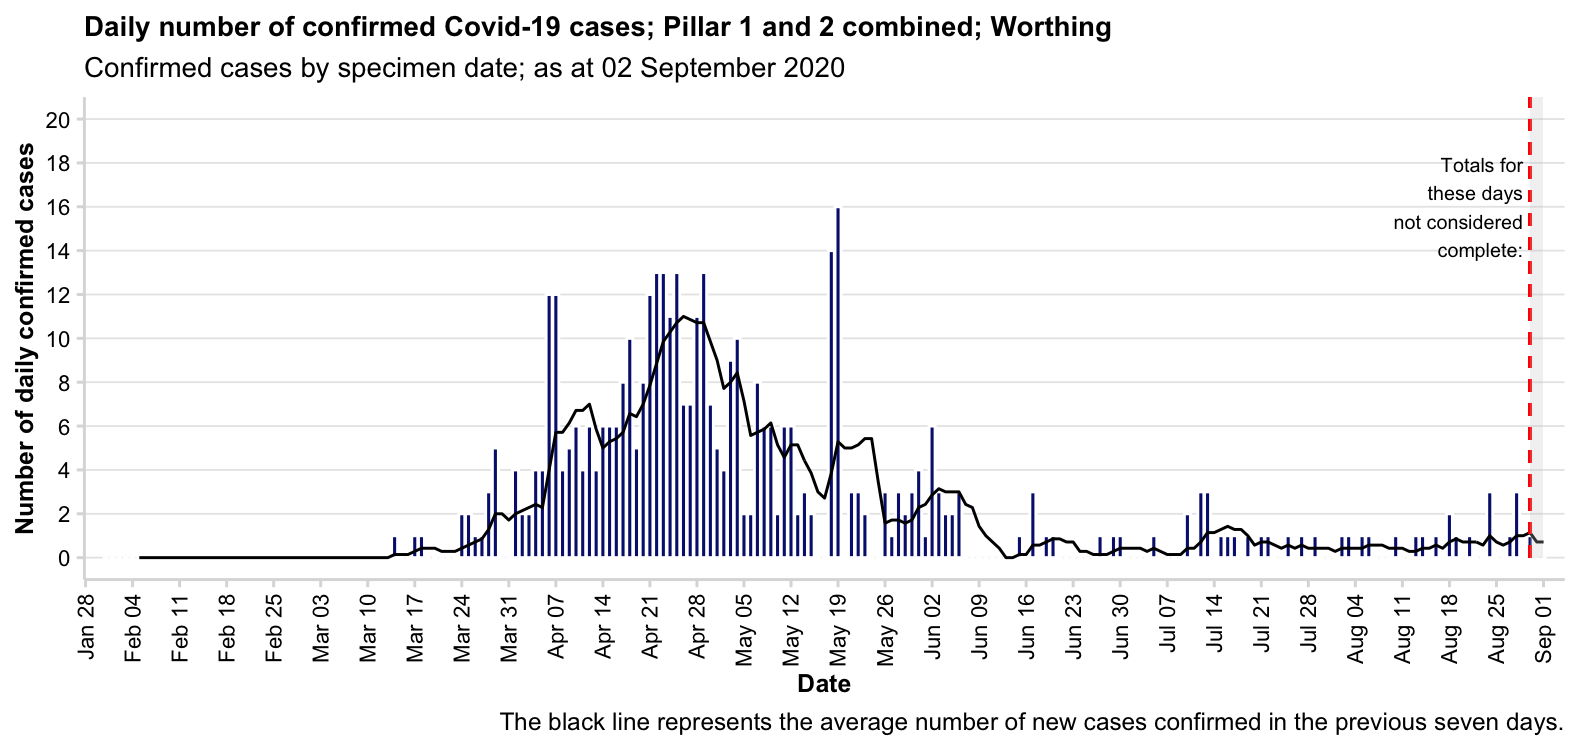 Daily number of confirmed Covid-19 cases; Pillar 1 and 2 combined; Worthing
Confirmed cases by specimen date; as at 02 September 2020
Number of daily confirmed cases
20
18
16
14
12
10
8
6
4
2
0
Totals for
these days
not considered
complete:
Jan 28
Feb 04
Feb 11
Feb 18
Feb 25
Mar 03
Mar 10
Mar 17
Mar 24
Mar 31
Apr 07
Apr 14
Apr 21
Apr 28
May 05
May 12
May 19
May 26
Jun 02
Jun 09
Jun 16
Jun 23
Jun 30
Jul 07
Jul 14
Jul 21
Jul 28
Aug 04
Aug 11
Aug 18
Aug 25
Sep 01
Date
The black line represents the average number of new cases confirmed in the previous seven days.